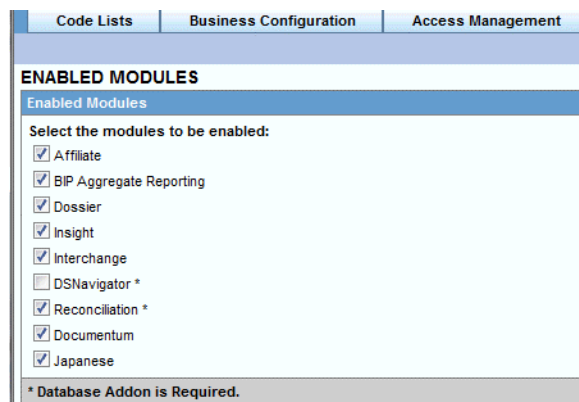 Code Lists Business Configuration Access Management
ENABLED MODULES
Enabled Modules
Select the modules to be enabled:
Affiliate
BIP Aggregate Reporting
Dossier
Insight
Interchange
DSNavigator *
Reconciliation *
Documentum
Japanese
* Database Addon is Required.